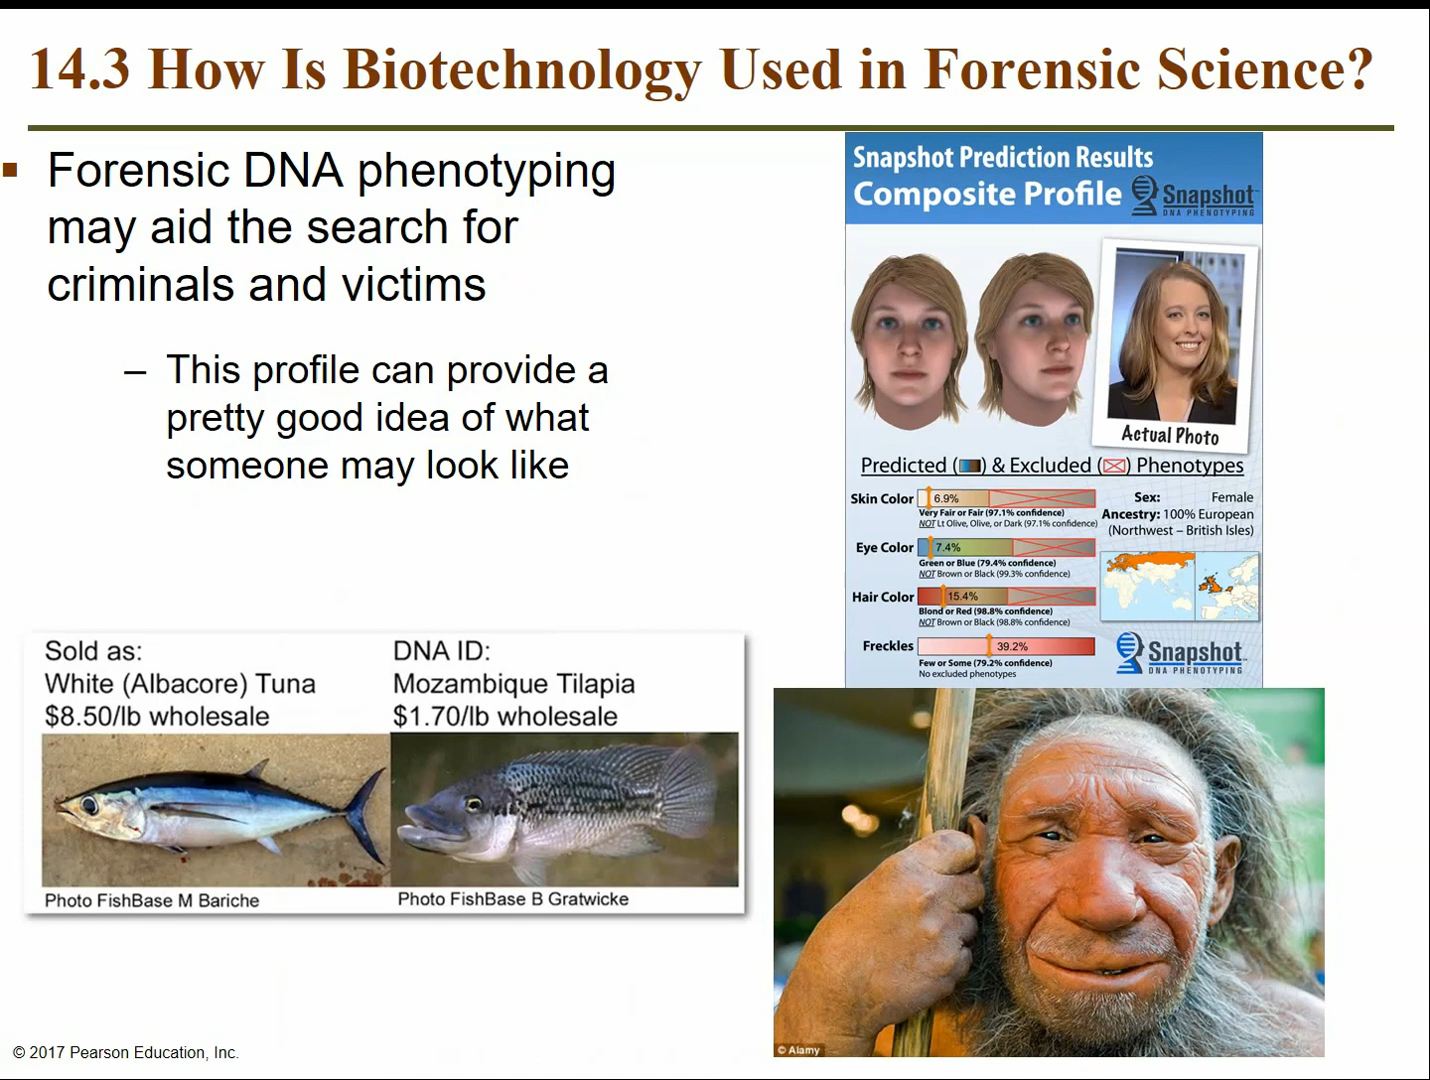 14.3 How Is Biotechnology Used in Forensic Science?
Forensic DNA phenotyping
may aid the search for
criminals and victims
– This profile can provide a
pretty good idea of what
someone may look like
Snapshot Prediction Results
Composite Profile
Snapshot™
DNA PHENOTYPING
Actual Photo
Predicted ( ) & Excluded ( ) Phenotypes
Skin Color
6.9%
Very Fair or Fair (97.1% confidence)
NOT Lt Olive, Olive, or Dark (97.1% confidence)
Eye Color
7.4%
Green or Blue (79.4% confidence)
NOT Brown or Black (99.3% confidence)
Hair Color
15.4%
Blond or Red (98.8% confidence)
NOT Brown or Black (98.8% confidence)
Freckles
39.2%
Few or Some (79.2% confidence)
No excluded phenotypes
Sex: Female
Ancestry: 100% European
(Northwest – British Isles)
Snapshot™
DNA PHENOTYPING
Sold as:
White (Albacore) Tuna
$8.50/lb wholesale
Photo FishBase M Bariche
DNA ID:
Mozambique Tilapia
$1.70/lb wholesale
Photo FishBase B Gratwicke
© Alamy
© 2017 Pearson Education, Inc.